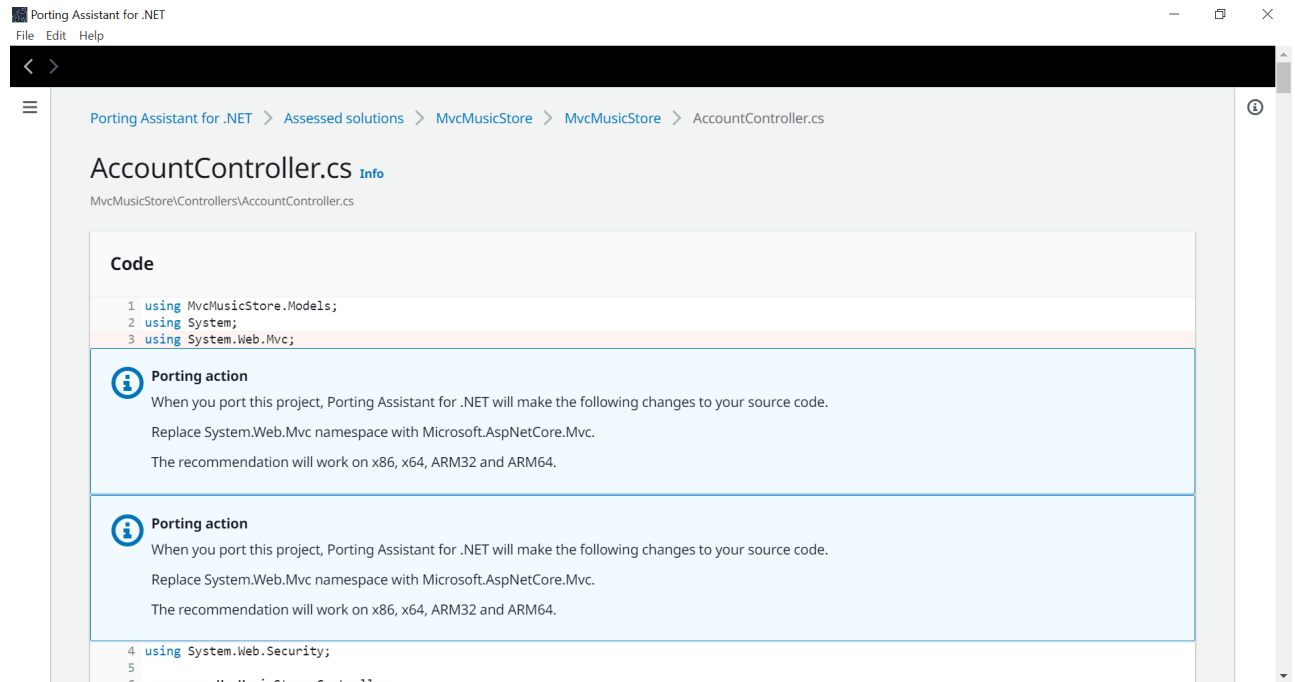 Porting Assistant for .NET
File Edit Help
Porting Assistant for .NET > Assessed solutions > MvcMusicStore > MvcMusicStore > AccountController.cs
AccountController.cs Info
MvcMusicStore\Controllers\AccountController.cs
Code
1 using MvcMusicStore.Models;
2 using System;
3 using System.Web.Mvc;
Porting action
When you port this project, Porting Assistant for .NET will make the following changes to your source code.
Replace System.Web.Mvc namespace with Microsoft.AspNetCore.Mvc.
The recommendation will work on x86, x64, ARM32 and ARM64.
Porting action
When you port this project, Porting Assistant for .NET will make the following changes to your source code.
Replace System.Web.Mvc namespace with Microsoft.AspNetCore.Mvc.
The recommendation will work on x86, x64, ARM32 and ARM64.
4 using System.Web.Security;
5